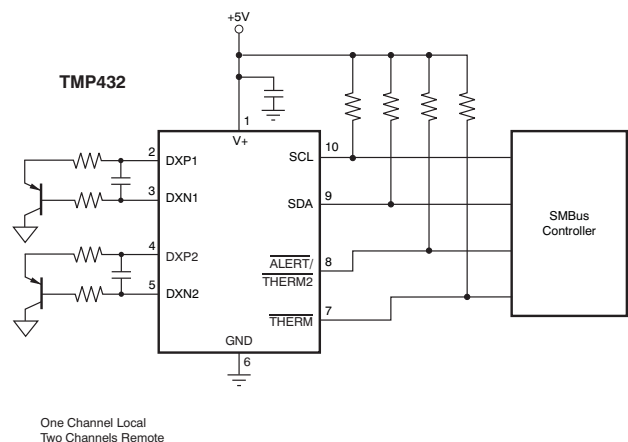 +5V
TMP432
1
V+
2 DXP1
3 DXN1
4 DXP2
5 DXN2
10
SCL
9
SDA
8
ALERT/
THERM2
7
THERM
GND
6
SMBus
Controller
One Channel Local
Two Channels Remote